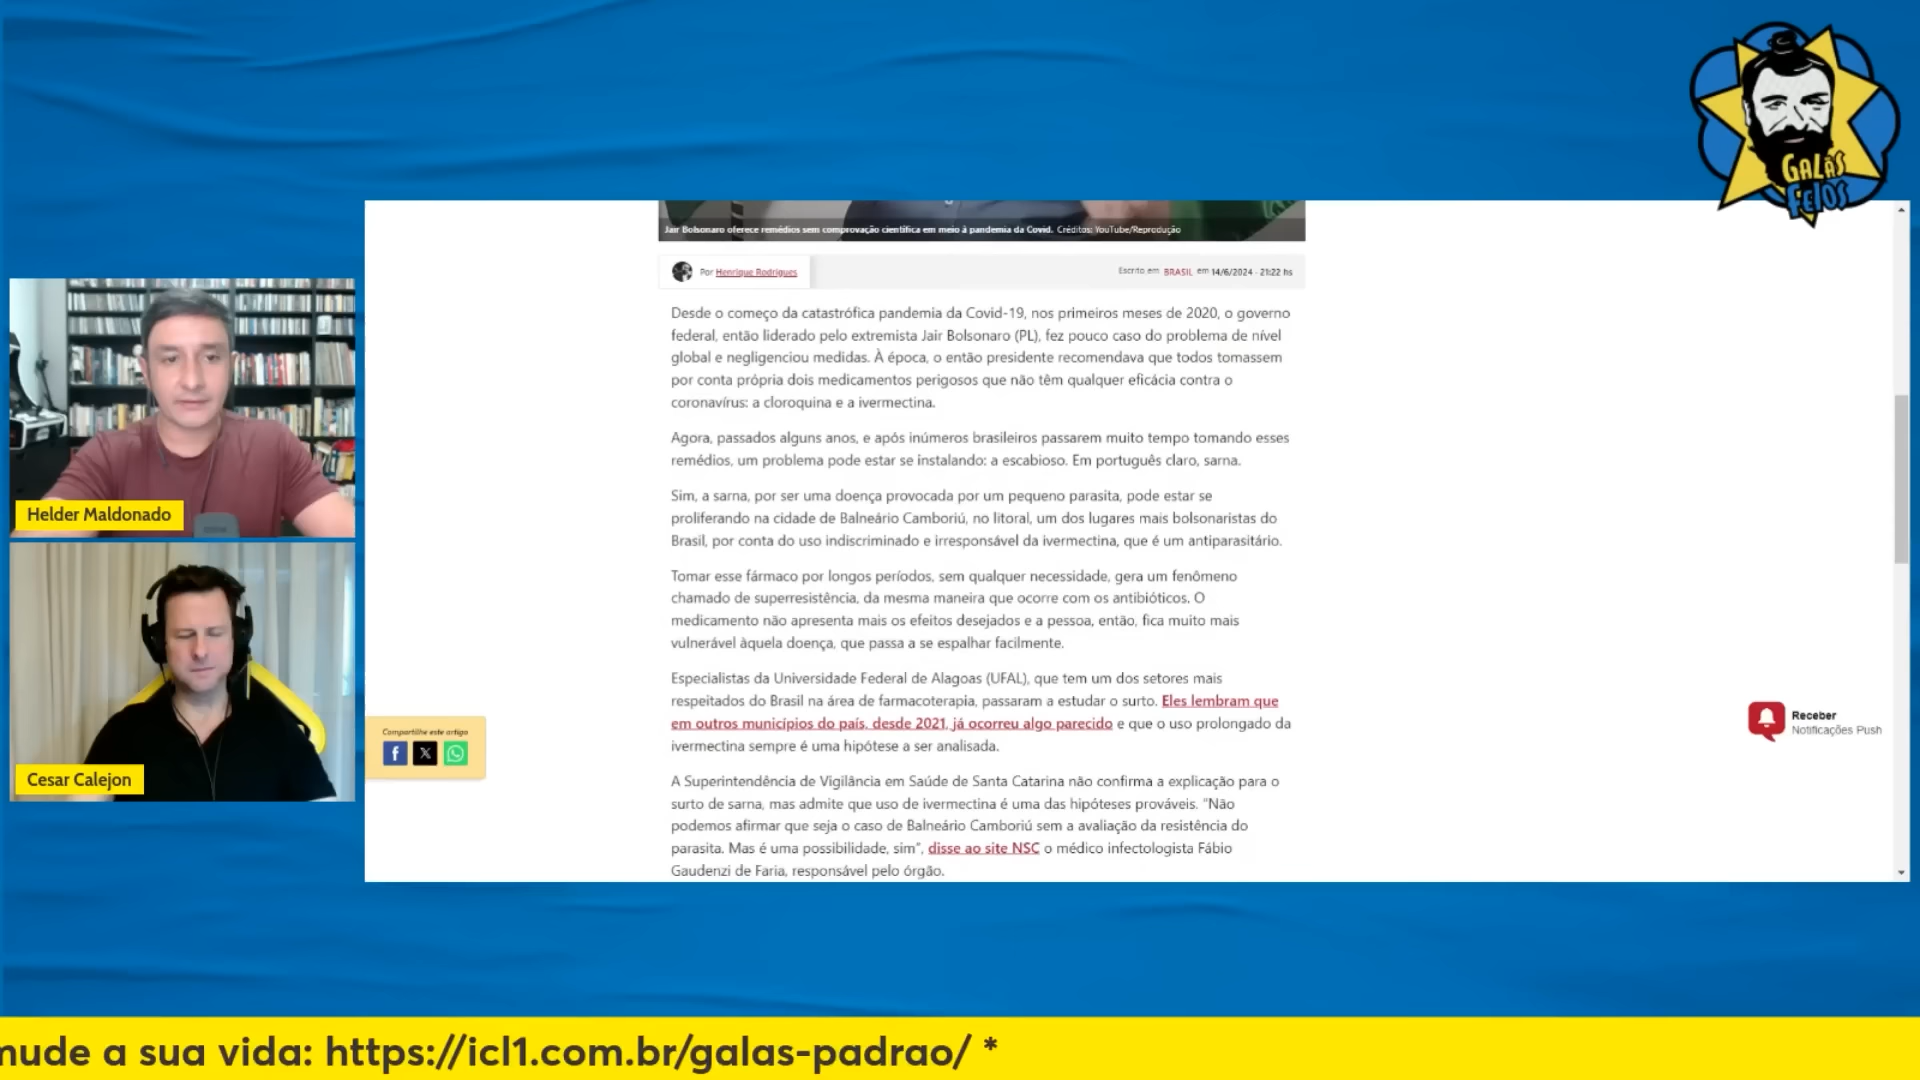 GALÃS
FEIOS
Jair Bolsonaro oferece remédios sem comprovação científica em meio à pandemia da Covid. Créditos: YouTube/Reprodução
Por Henrique Rodrigues
Escrito em BRASIL em 14/6/2024 · 21:22 hs
Desde o começo da catastrófica pandemia da Covid-19, nos primeiros meses de 2020, o governo
federal, então liderado pelo extremista Jair Bolsonaro (PL), fez pouco caso do problema de nível
global e negligenciou medidas. À época, o então presidente recomendava que todos tomassem
por conta própria dois medicamentos perigosos que não têm qualquer eficácia contra o
coronavírus: a cloroquina e a ivermectina.
Agora, passados alguns anos, e após inúmeros brasileiros passarem muito tempo tomando esses
remédios, um problema pode estar se instalando: a escabioso. Em português claro, sarna.
Sim, a sarna, por ser uma doença provocada por um pequeno parasita, pode estar se
proliferando na cidade de Balneário Camboriú, no litoral, um dos lugares mais bolsonaristas do
Brasil, por conta do uso indiscriminado e irresponsável da ivermectina, que é um antiparasitário.
Tomar esse fármaco por longos períodos, sem qualquer necessidade, gera um fenômeno
chamado de superresistência, da mesma maneira que ocorre com os antibióticos. O
medicamento não apresenta mais os efeitos desejados e a pessoa, então, fica muito mais
vulnerável àquela doença, que passa a se espalhar facilmente.
Especialistas da Universidade Federal de Alagoas (UFAL), que tem um dos setores mais
respeitados do Brasil na área de farmacoterapia, passaram a estudar o surto. Eles lembram que
em outros municípios do país, desde 2021, já ocorreu algo parecido e que o uso prolongado da
ivermectina sempre é uma hipótese a ser analisada.
A Superintendência de Vigilância em Saúde de Santa Catarina não confirma a explicação para o
surto de sarna, mas admite que uso de ivermectina é uma das hipóteses prováveis. "Não
podemos afirmar que seja o caso de Balneário Camboriú sem a avaliação da resistência do
parasita. Mas é uma possibilidade, sim", disse ao site NSC o médico infectologista Fábio
Gaudenzi de Faria, responsável pelo órgão.
Compartilhe este artigo
Receber
Notificações Push
Helder Maldonado
Cesar Calejon
mude a sua vida: https://icl1.com.br/galas-padrao/ *